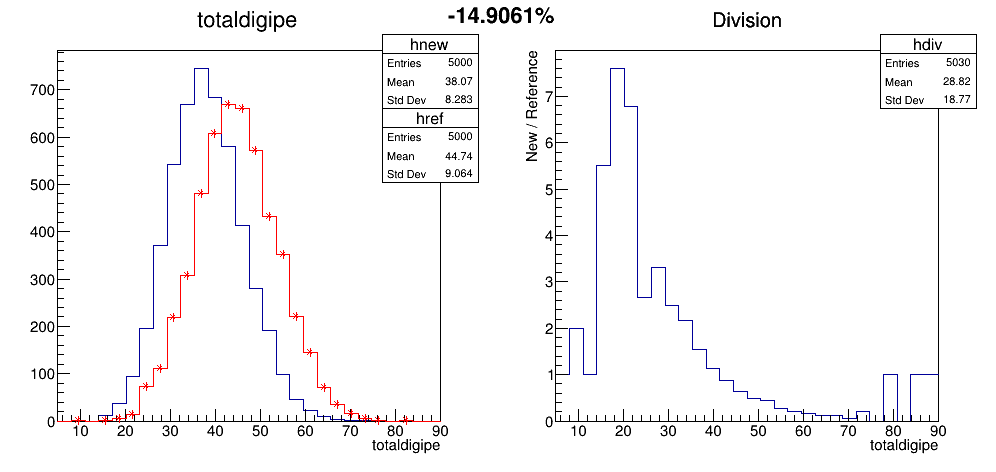 -14.9061%
totaldigipe
hnew
Entries 5000
Mean 38.07
Std Dev 8.283
href
Entries 5000
Mean 44.74
Std Dev 9.064
700
600
500
400
300
200
100
0
10 20 30 40 50 60 70 80 90
totaldigipe
Division
hdiv
Entries 5030
Mean 28.82
Std Dev 18.77
New / Reference
7
6
5
4
3
2
1
0
10 20 30 40 50 60 70 80 90
totaldigipe